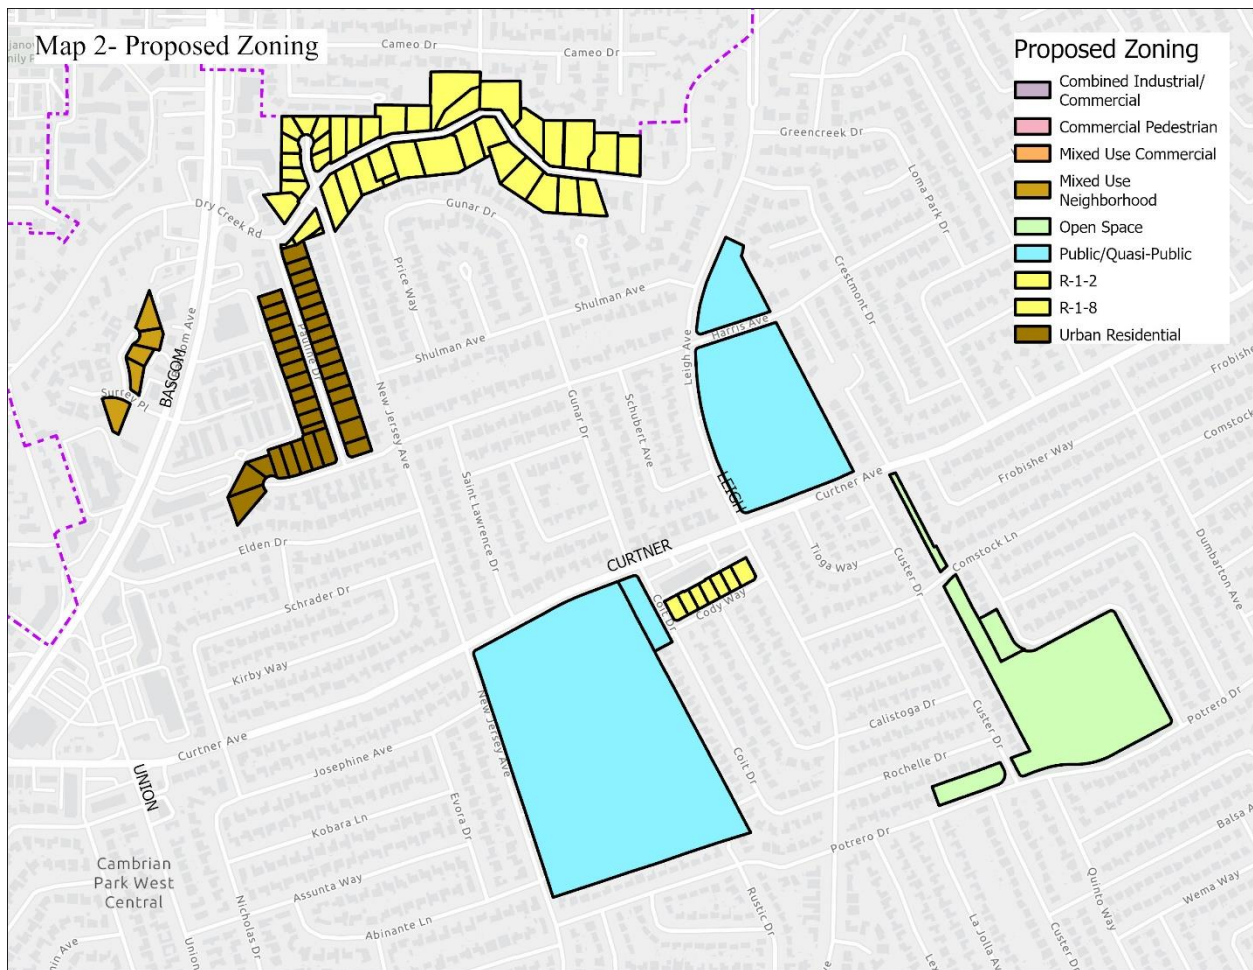 Map 2- Proposed Zoning
Cameo Dr
Cameo Dr
Proposed Zoning
Combined Industrial/
Commercial
Commercial Pedestrian
Mixed Use Commercial
Mixed Use
Neighborhood
Open Space
Public/Quasi-Public
R-1-2
R-1-8
Urban Residential
Greencreek Dr
Loma Park Dr
Dry Creek Rd
Gunar Dr
Price Way
Shulman Ave
Crestmont Dr
Harris Ave
Leigh Ave
Shulman Ave
Pauline Dr
BASCOM
Surrey Pl
New Jersey Ave
Gunar Dr
Schubert Ave
Frobisher Way
Comstock
Saint Lawrence Dr
LEIGH
Curtner Ave
Elden Dr
CURTNER
Tioga Way
Custer Dr
Comstock Ln
Dumbarton Ave
Schrader Dr
Coit Dr
Cody Way
Kirby Way
New Jersey Ave
Calistoga Dr
Custer Dr
Potrero Dr
Curtner Ave
Josephine Ave
Coit Dr
Rochelle Dr
UNION
Kobara Ln
Evora Dr
Potrero Dr
Balsa
Cambrian
Park West
Central
Assunta Way
Nicholas Dr
Abinante Ln
Rustic Dr
Quinto Way
Wema Way
La Jolla
Custer Dr
Union